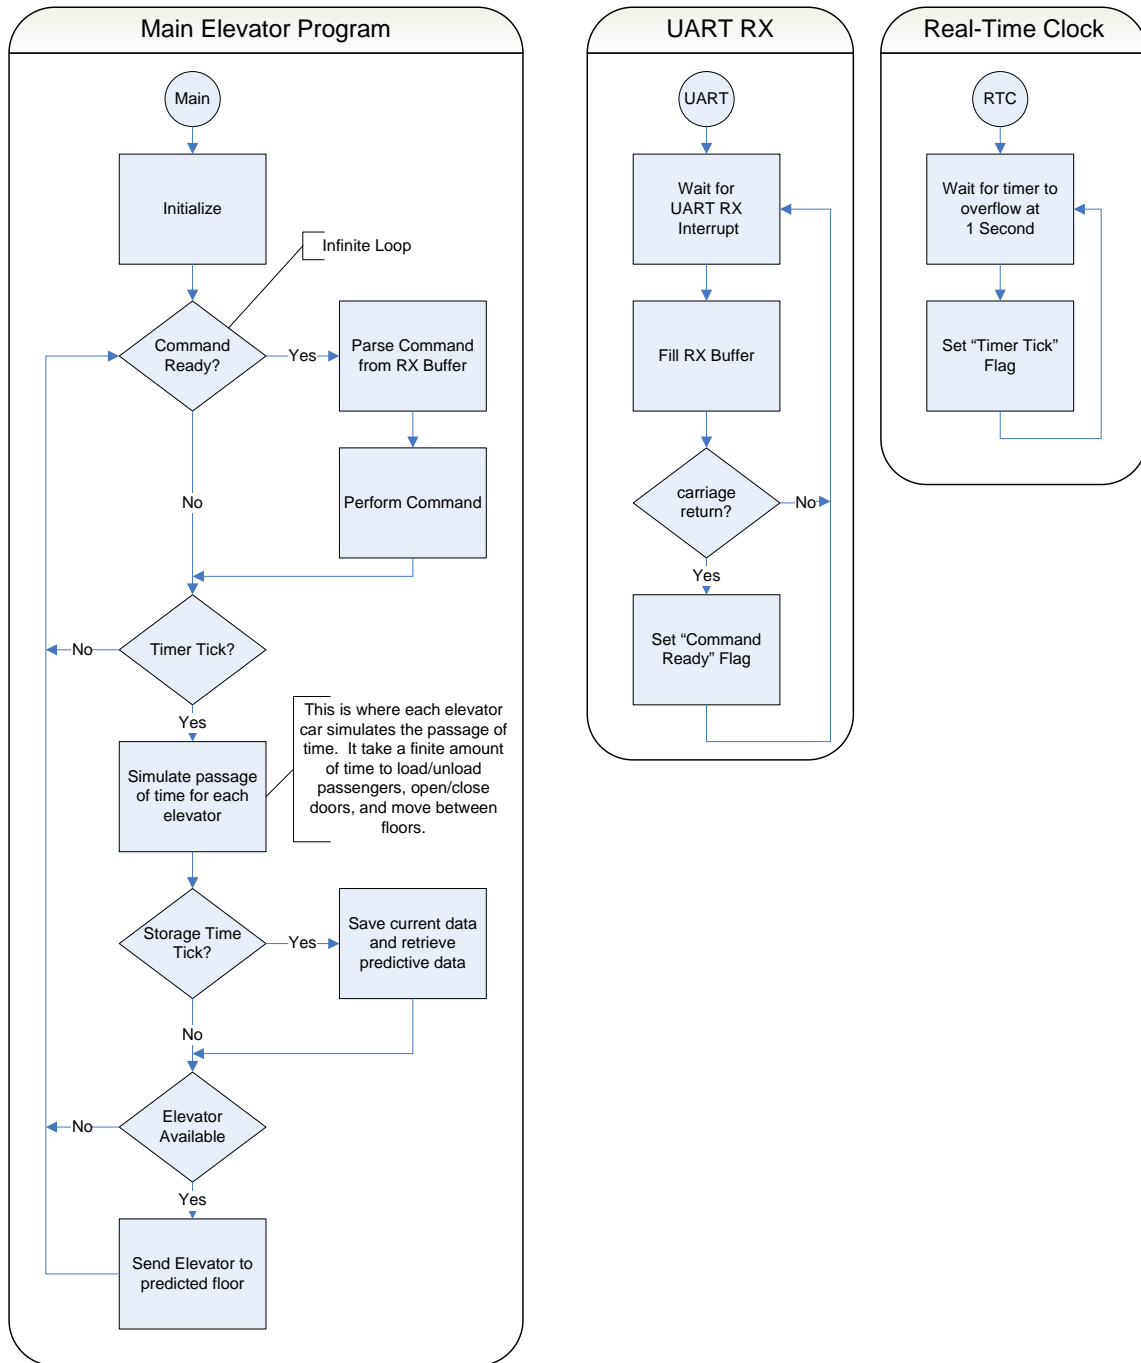 Main Elevator Program
Main
Initialize
Infinite Loop
Command
Ready?
Yes
Parse Command
from RX Buffer
Perform Command
No
Timer Tick?
No
Yes
This is where each elevator
car simulates the passage of
time.  It take a finite amount
of time to load/unload
passengers, open/close
doors, and move between
floors.
Simulate passage
of time for each
elevator
Storage Time
Tick?
Yes
Save current data
and retrieve
predictive data
No
Elevator
Available
No
Yes
Send Elevator to
predicted floor
UART RX
UART
Wait for
UART RX
Interrupt
Fill RX Buffer
carriage
return?
No
Yes
Set “Command
Ready” Flag
Real-Time Clock
RTC
Wait for timer to
overflow at
1 Second
Set “Timer Tick”
Flag